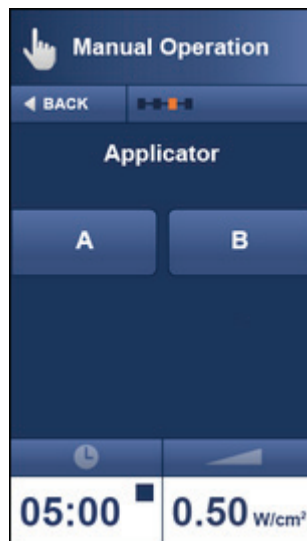 Manual Operation
BACK
Applicator
A B
05:00 0.50 W/cm²